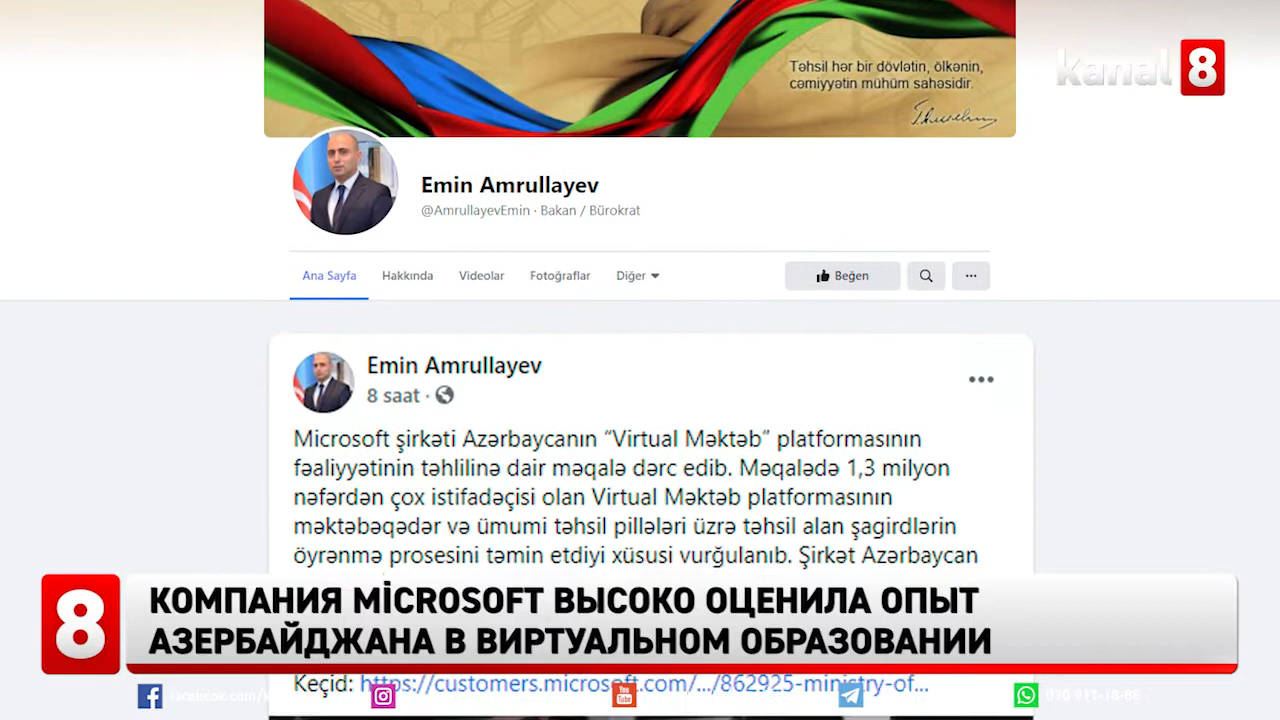 Təhsil hər bir dövlətin, ölkənin,
cəmiyyətin mühüm sahəsidir.
kanal 8
Emin Amrullayev
@AmrullayevEmin · Bakan / Bürokrat
Ana Sayfa Hakkında Videolar Fotoğraflar Diğer Beğen
Emin Amrullayev
8 saat ·
Microsoft şirkəti Azərbaycanın “Virtual Məktəb” platformasının
fəaliyyətinin təhlilinə dair məqalə dərc edib. Məqalədə 1,3 milyon
nəfərdən çox istifadəçisi olan Virtual Məktəb platformasının
məktəbəqədər və ümumi təhsil pillələri üzrə təhsil alan şagirdlərin
öyrənmə prosesini təmin etdiyi xüsusi vurğulanıb. Şirkət Azərbaycan
8
КОМПАНИЯ MİCROSOFT ВЫСОКО ОЦЕНИЛА ОПЫТ
АЗЕРБАЙДЖАНА В ВИРТУАЛЬНОМ ОБРАЗОВАНИИ
Keçid: https://customers.microsoft.com/.../862925-ministry-of...
You Tube